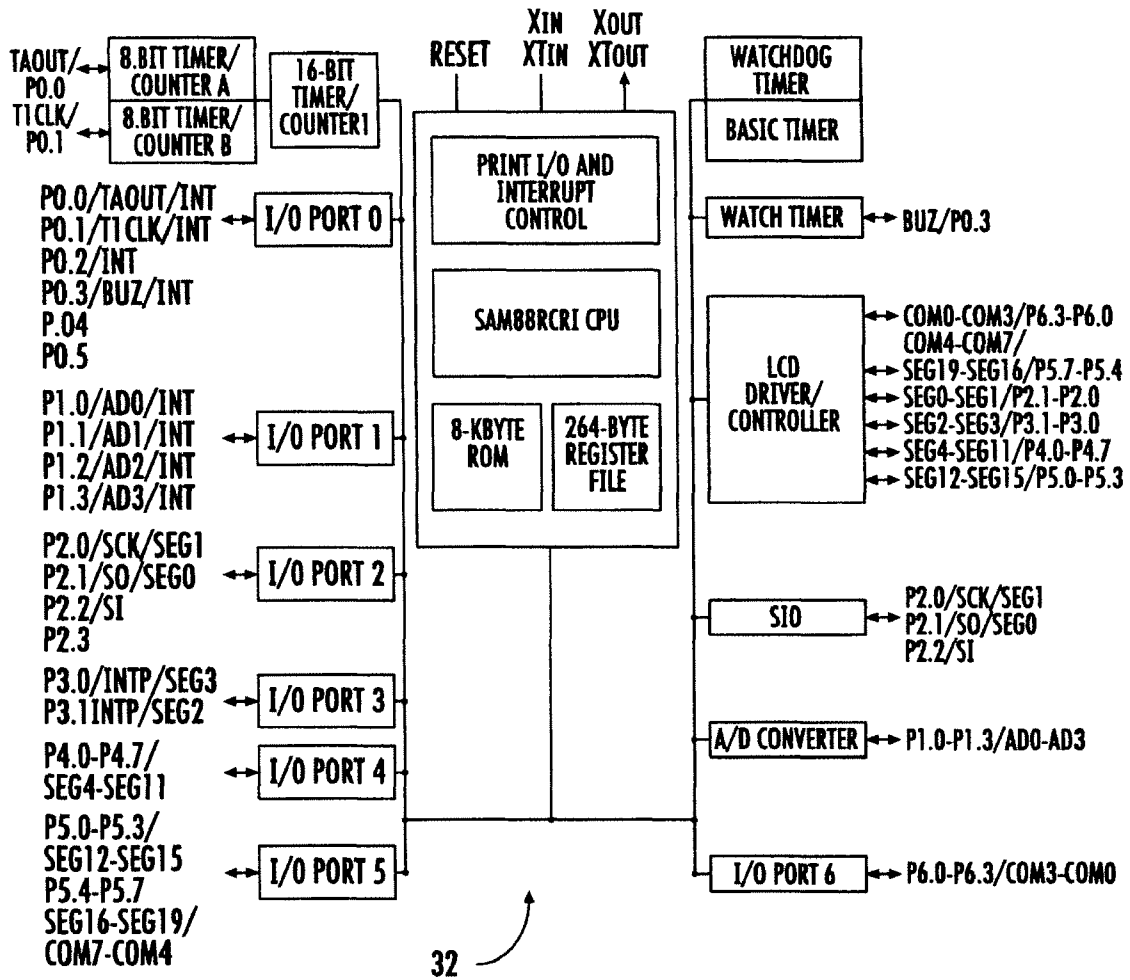 TAOUT/
P0.0
T1CLK/
P0.1
8.BIT TIMER/
COUNTER A
8.BIT TIMER/
COUNTER B
16-BIT
TIMER/
COUNTER1
RESET
XIN
XTIN
XOUT
XTOUT
WATCHDOG
TIMER
BASIC TIMER
PRINT I/O AND
INTERRUPT
CONTROL
SAM88RCRI CPU
8-KBYTE
ROM
264-BYTE
REGISTER
FILE
P0.0/TAOUT/INT
P0.1/T1CLK/INT
P0.2/INT
P0.3/BUZ/INT
P.04
P0.5
I/O PORT 0
P1.0/AD0/INT
P1.1/AD1/INT
P1.2/AD2/INT
P1.3/AD3/INT
I/O PORT 1
P2.0/SCK/SEG1
P2.1/SO/SEG0
P2.2/SI
P2.3
I/O PORT 2
P3.0/INTP/SEG3
P3.1INTP/SEG2
I/O PORT 3
P4.0-P4.7/
SEG4-SEG11
I/O PORT 4
P5.0-P5.3/
SEG12-SEG15
P5.4-P5.7
SEG16-SEG19/
COM7-COM4
I/O PORT 5
WATCH TIMER
BUZ/P0.3
LCD
DRIVER/
CONTROLLER
COM0-COM3/P6.3-P6.0
COM4-COM7/
SEG19-SEG16/P5.7-P5.4
SEG0-SEG1/P2.1-P2.0
SEG2-SEG3/P3.1-P3.0
SEG4-SEG11/P4.0-P4.7
SEG12-SEG15/P5.0-P5.3
SIO
P2.0/SCK/SEG1
P2.1/SO/SEG0
P2.2/SI
A/D CONVERTER
P1.0-P1.3/AD0-AD3
I/O PORT 6
P6.0-P6.3/COM3-COM0
32